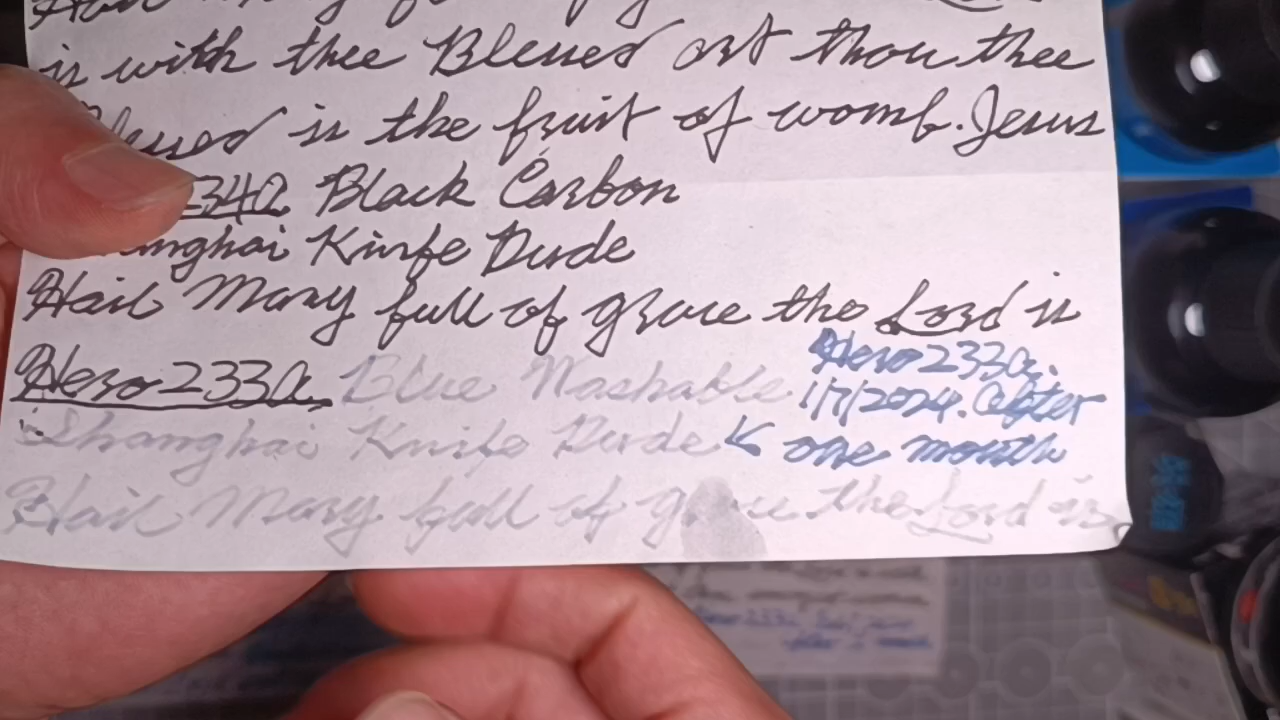 is with thee Blessed art thou thee
Blessed is the fruit of womb. Jesus
234a Black Carbon
Shanghai Kinfe Dude
Hail Mary full of grace the Lord is
Hero 233a. Blue Washable
Hero 233a.
1/7/2024. After
Shanghai Knife Dude
one month
Hail Mary full of grace the Lord is